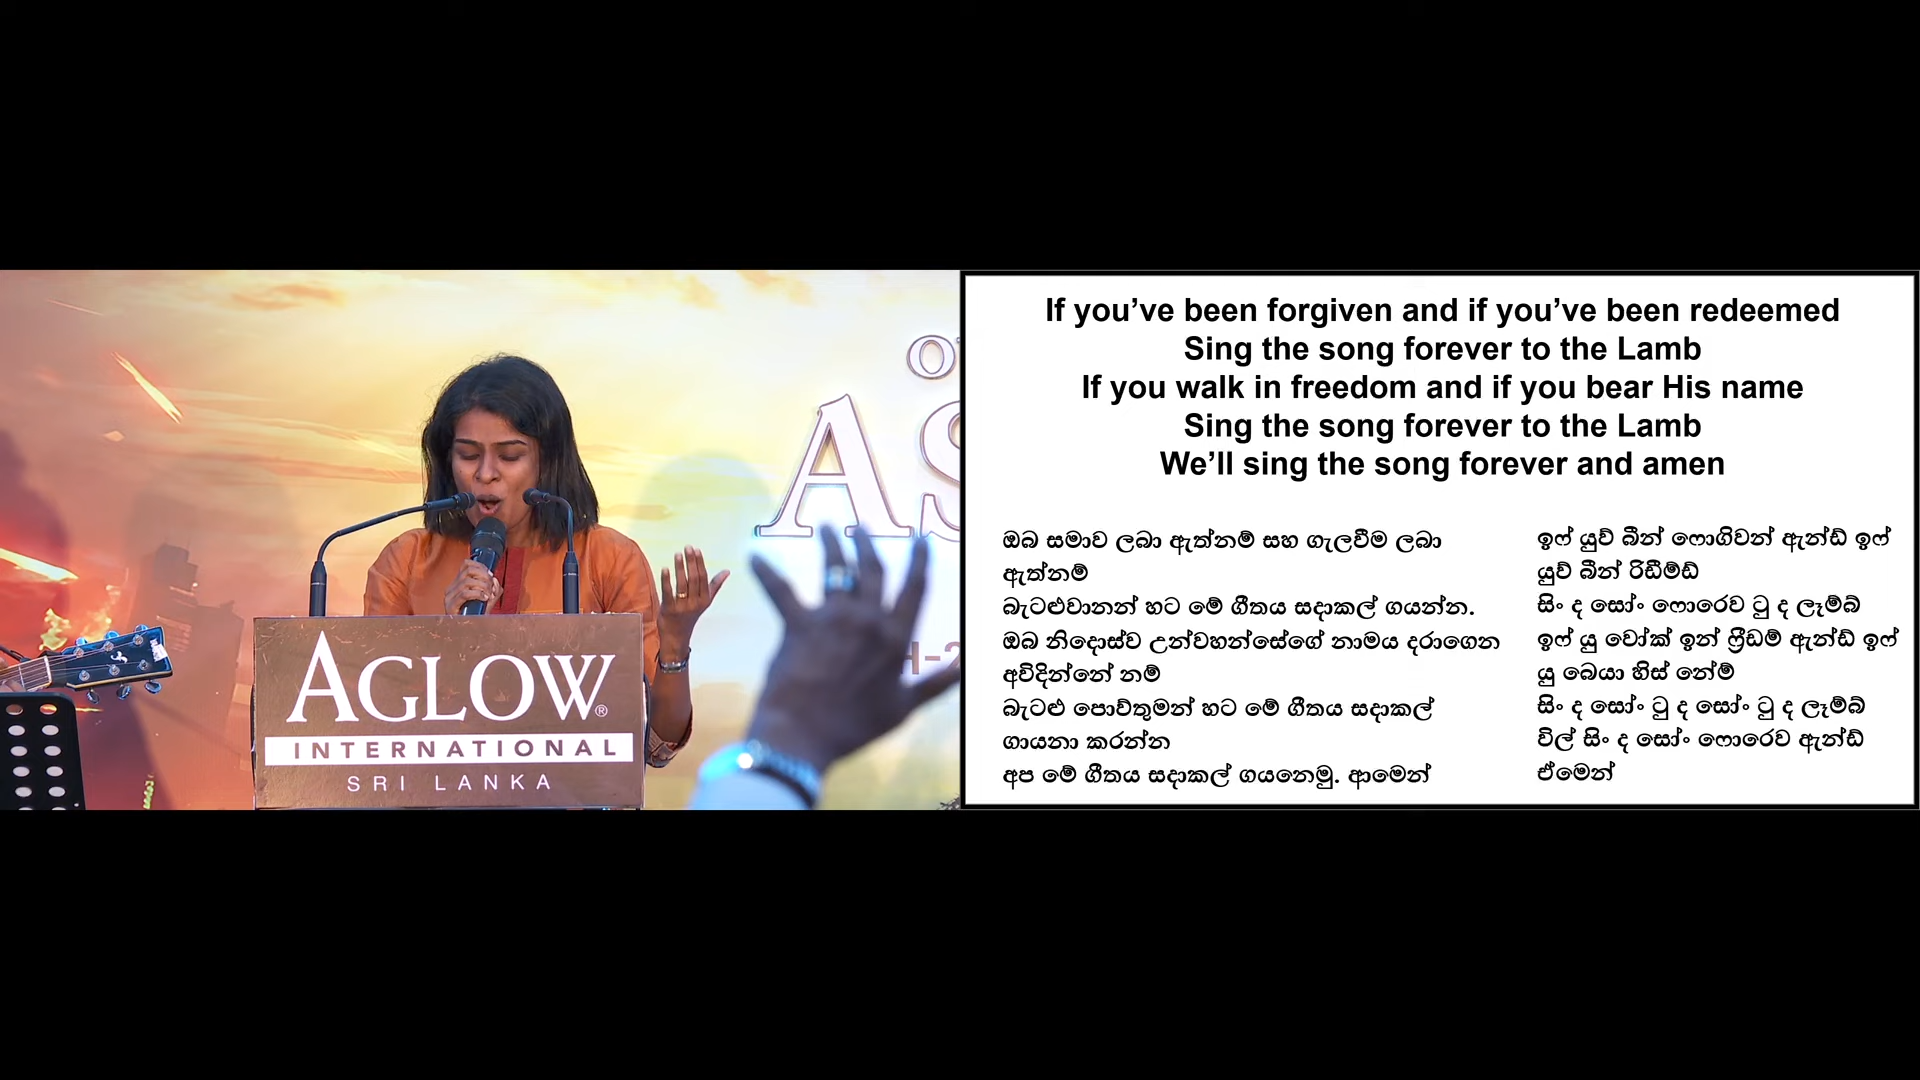 O
AS
H-2
AGLOW®
INTERNATIONAL
SRI LANKA
If you’ve been forgiven and if you’ve been redeemed
Sing the song forever to the Lamb
If you walk in freedom and if you bear His name
Sing the song forever to the Lamb
We’ll sing the song forever and amen
ඔබ සමාව ලබා ඇත්නම් සහ ගැලවීම ලබා
ඇත්නම්
බැටළුවානන් හට මේ ගීතය සදාකල් ගයන්න.
ඔබ නිදොස්ව උන්වහන්සේගේ නාමය දරාගෙන
අවිදින්නේ නම්
බැටළු පොව්තුමන් හට මේ ගීතය සදාකල්
ගායනා කරන්න
අප මේ ගීතය සදාකල් ගයනෙමු. ආමෙන්
ඉෆ් යුව් බීන් ෆොගිවන් ඇන්ඩ් ඉෆ්
යුව් බීන් රිඩීම්ඩ්
සිං ද සෝං ෆොරෙව ටු ද ලෑම්බ්
ඉෆ් යු වෝක් ඉන් ෆ්‍රීඩම් ඇන්ඩ් ඉෆ්
යු බෙයා හිස් නේම්
සිං ද සෝං ටු ද සෝං ටු ද ලෑම්බ්
විල් සිං ද සෝං ෆොරෙව ඇන්ඩ්
ඒමෙන්